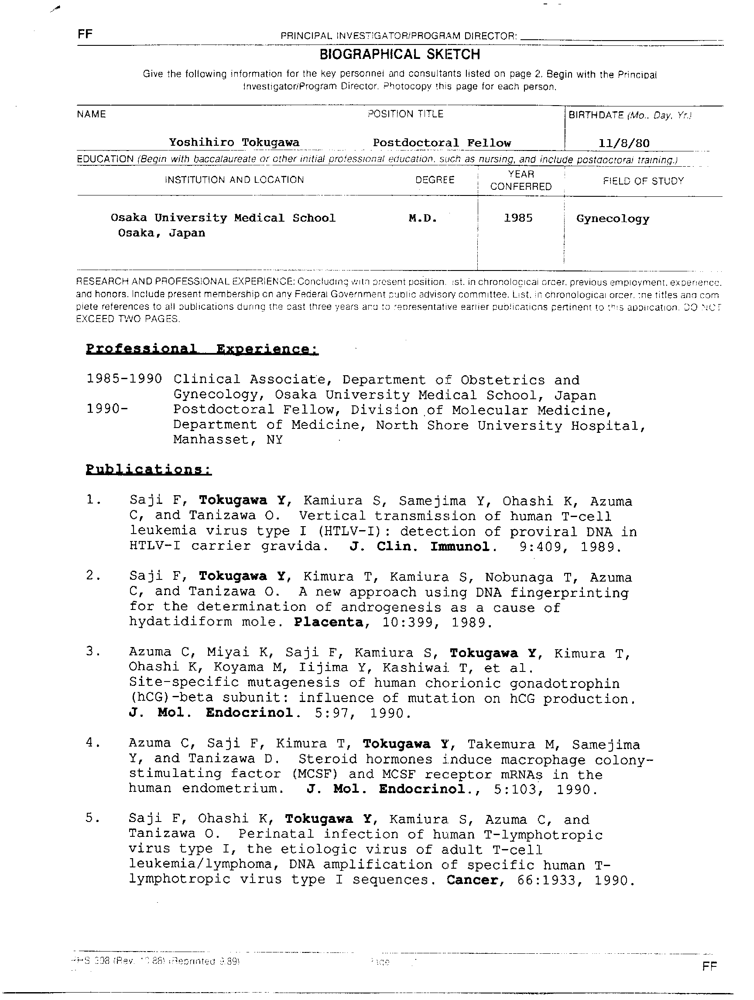 FF
PRINCIPAL INVESTIGATOR/PROGRAM DIRECTOR:
BIOGRAPHICAL SKETCH
Give the following information for the key personnel and consultants listed on page 2. Begin with the Principal
Investigator/Program Director. Photocopy this page for each person.
NAME POSITION TITLE BIRTHDATE (Mo., Day, Yr.)
Yoshihiro Tokugawa Postdoctoral Fellow 11/8/80
EDUCATION (Begin with baccalaureate or other initial professional education, such as nursing, and include postdoctoral training.)
INSTITUTION AND LOCATION DEGREE YEAR CONFERRED FIELD OF STUDY
Osaka University Medical School M.D. 1985 Gynecology
Osaka, Japan
RESEARCH AND PROFESSIONAL EXPERIENCE: Concluding with present position, list, in chronological order, previous employment, experience,
and honors. Include present membership on any Federal Government public advisory committee. List, in chronological order, the titles and com
plete references to all publications during the past three years and to representative earlier publications pertinent to this application. DO NOT
EXCEED TWO PAGES.
Professional Experience:
1985-1990 Clinical Associate, Department of Obstetrics and
Gynecology, Osaka University Medical School, Japan
1990- Postdoctoral Fellow, Division of Molecular Medicine,
Department of Medicine, North Shore University Hospital,
Manhasset, NY
Publications:
1. Saji F, Tokugawa Y, Kamiura S, Samejima Y, Ohashi K, Azuma
C, and Tanizawa O. Vertical transmission of human T-cell
leukemia virus type I (HTLV-I): detection of proviral DNA in
HTLV-I carrier gravida. J. Clin. Immunol. 9:409, 1989.
2. Saji F, Tokugawa Y, Kimura T, Kamiura S, Nobunaga T, Azuma
C, and Tanizawa O. A new approach using DNA fingerprinting
for the determination of androgenesis as a cause of
hydatidiform mole. Placenta, 10:399, 1989.
3. Azuma C, Miyai K, Saji F, Kamiura S, Tokugawa Y, Kimura T,
Ohashi K, Koyama M, Iijima Y, Kashiwai T, et al.
Site-specific mutagenesis of human chorionic gonadotrophin
(hCG)-beta subunit: influence of mutation on hCG production.
J. Mol. Endocrinol. 5:97, 1990.
4. Azuma C, Saji F, Kimura T, Tokugawa Y, Takemura M, Samejima
Y, and Tanizawa D. Steroid hormones induce macrophage colony-
stimulating factor (MCSF) and MCSF receptor mRNAs in the
human endometrium. J. Mol. Endocrinol., 5:103, 1990.
5. Saji F, Ohashi K, Tokugawa Y, Kamiura S, Azuma C, and
Tanizawa O. Perinatal infection of human T-lymphotropic
virus type I, the etiologic virus of adult T-cell
leukemia/lymphoma, DNA amplification of specific human T-
lymphotropic virus type I sequences. Cancer, 66:1933, 1990.
PHS 398 (Rev. 10/88) (Reprinted 9/89) Page FF